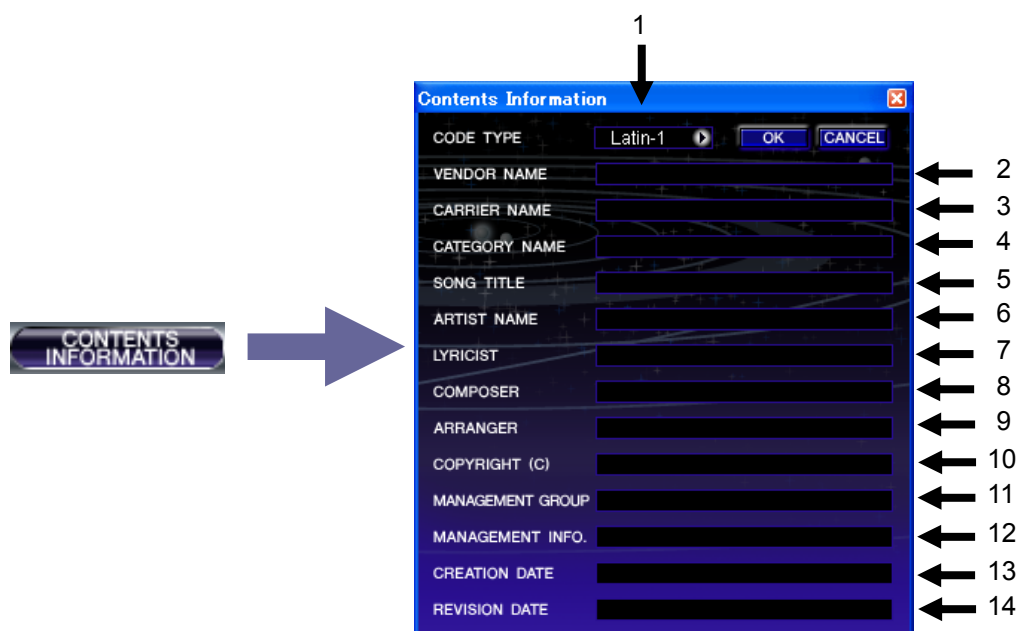 1
Contents Information
CODE TYPE Latin-1 OK CANCEL
VENDOR NAME 2
CARRIER NAME 3
CATEGORY NAME 4
SONG TITLE 5
ARTIST NAME 6
CONTENTS
INFORMATION
LYRICIST 7
COMPOSER 8
ARRANGER 9
COPYRIGHT (C) 10
MANAGEMENT GROUP 11
MANAGEMENT INFO. 12
CREATION DATE 13
REVISION DATE 14